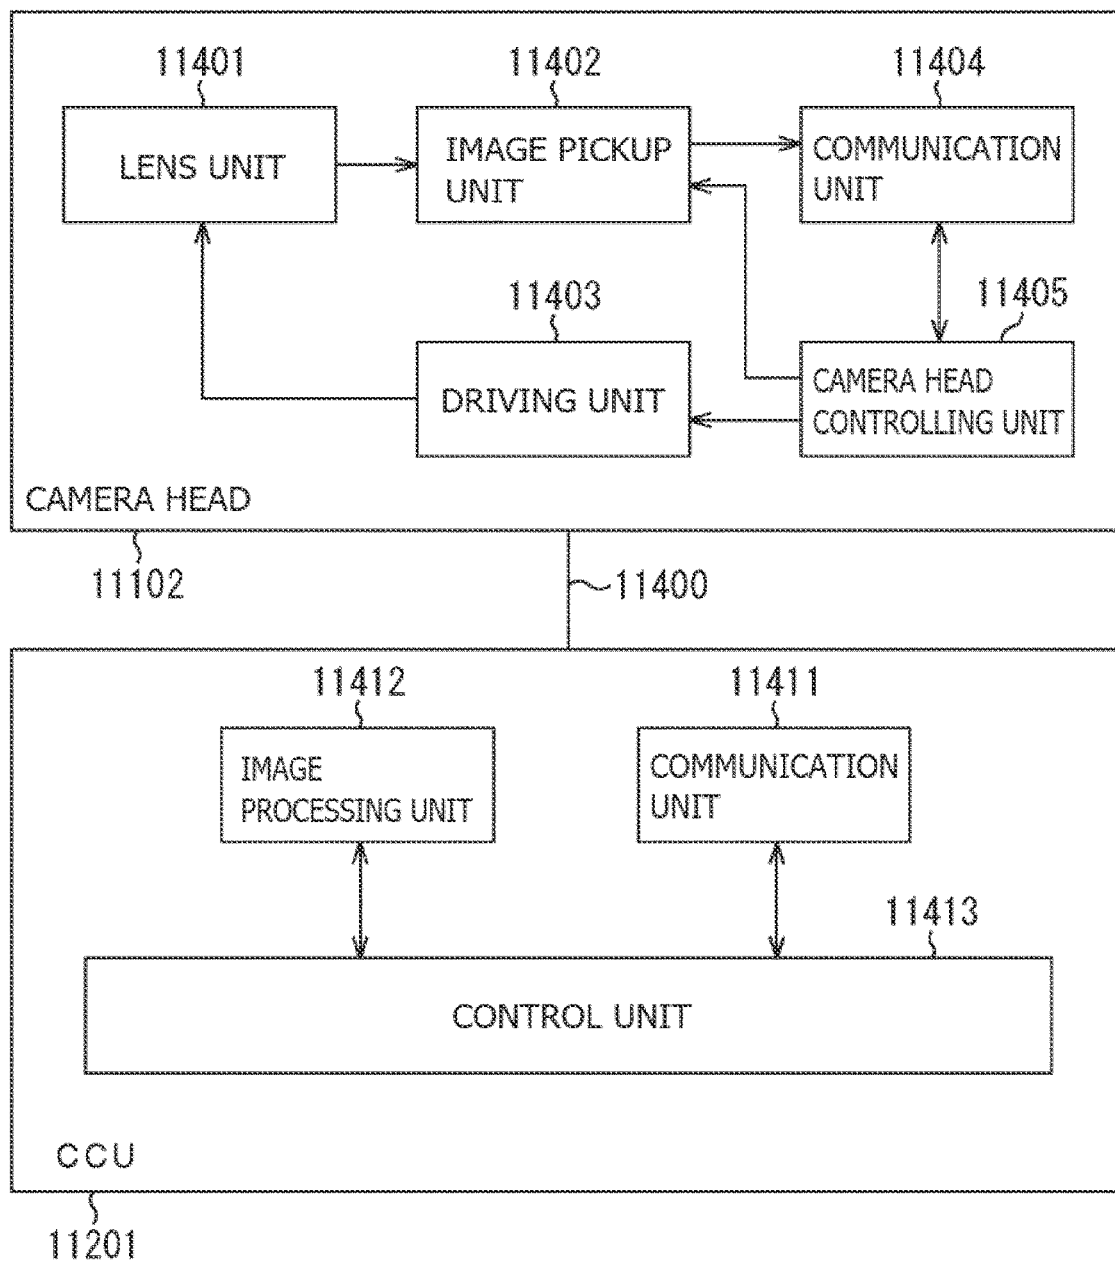 11401
11402
11404
LENS UNIT
IMAGE PICKUP
UNIT
COMMUNICATION
UNIT
11403
11405
DRIVING UNIT
CAMERA HEAD
CONTROLLING UNIT
CAMERA HEAD
11102
11400
11412
11411
IMAGE
PROCESSING UNIT
COMMUNICATION
UNIT
11413
CONTROL UNIT
CCU
11201